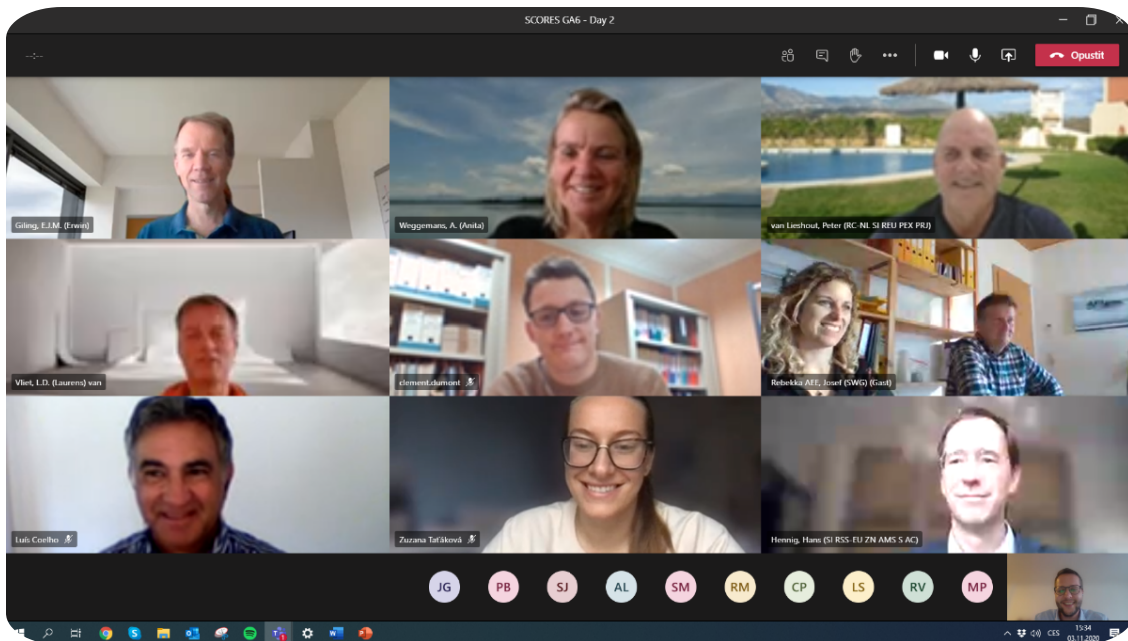 SCORES GA6 - Day 2
--:--
Opustit
Giling, E.J.M. (Erwin)
Weggemans, A. (Anita)
van Lieshout, Peter (RC-NL SI REU PEX PRJ)
Vliet, L.D. (Laurens) van
clement.dumont
Rebekka AEE, Josef (SWG) (Gast)
Luís Coelho
Zuzana Taťáková
Hennig, Hans (SI RSS-EU ZN AMS S AC)
JG PB SJ AL SM RM CP LS RV MP
CES
15:34
03.11.2020